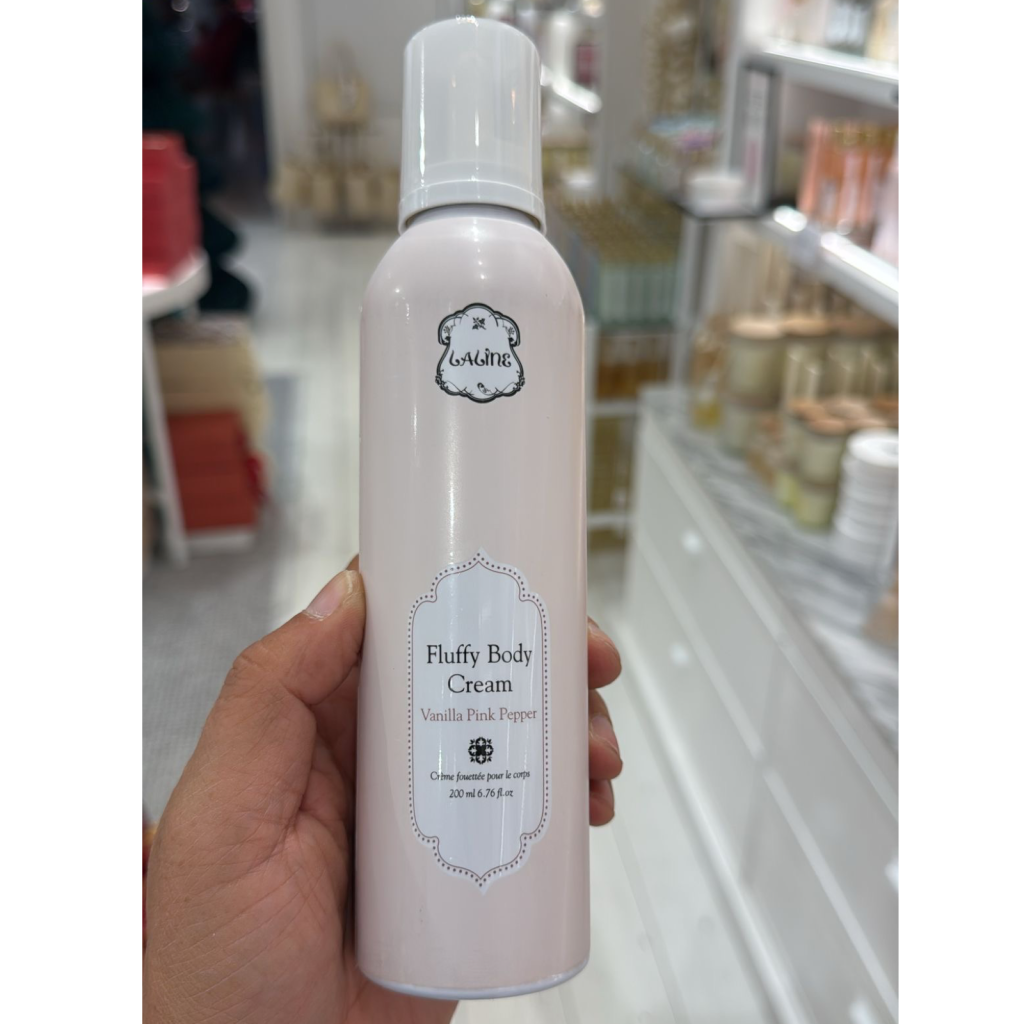 LALINE
Fluffy Body
Cream
Vanilla Pink Pepper
Crème fouettée pour le corps
200 ml 6.76 fl.oz